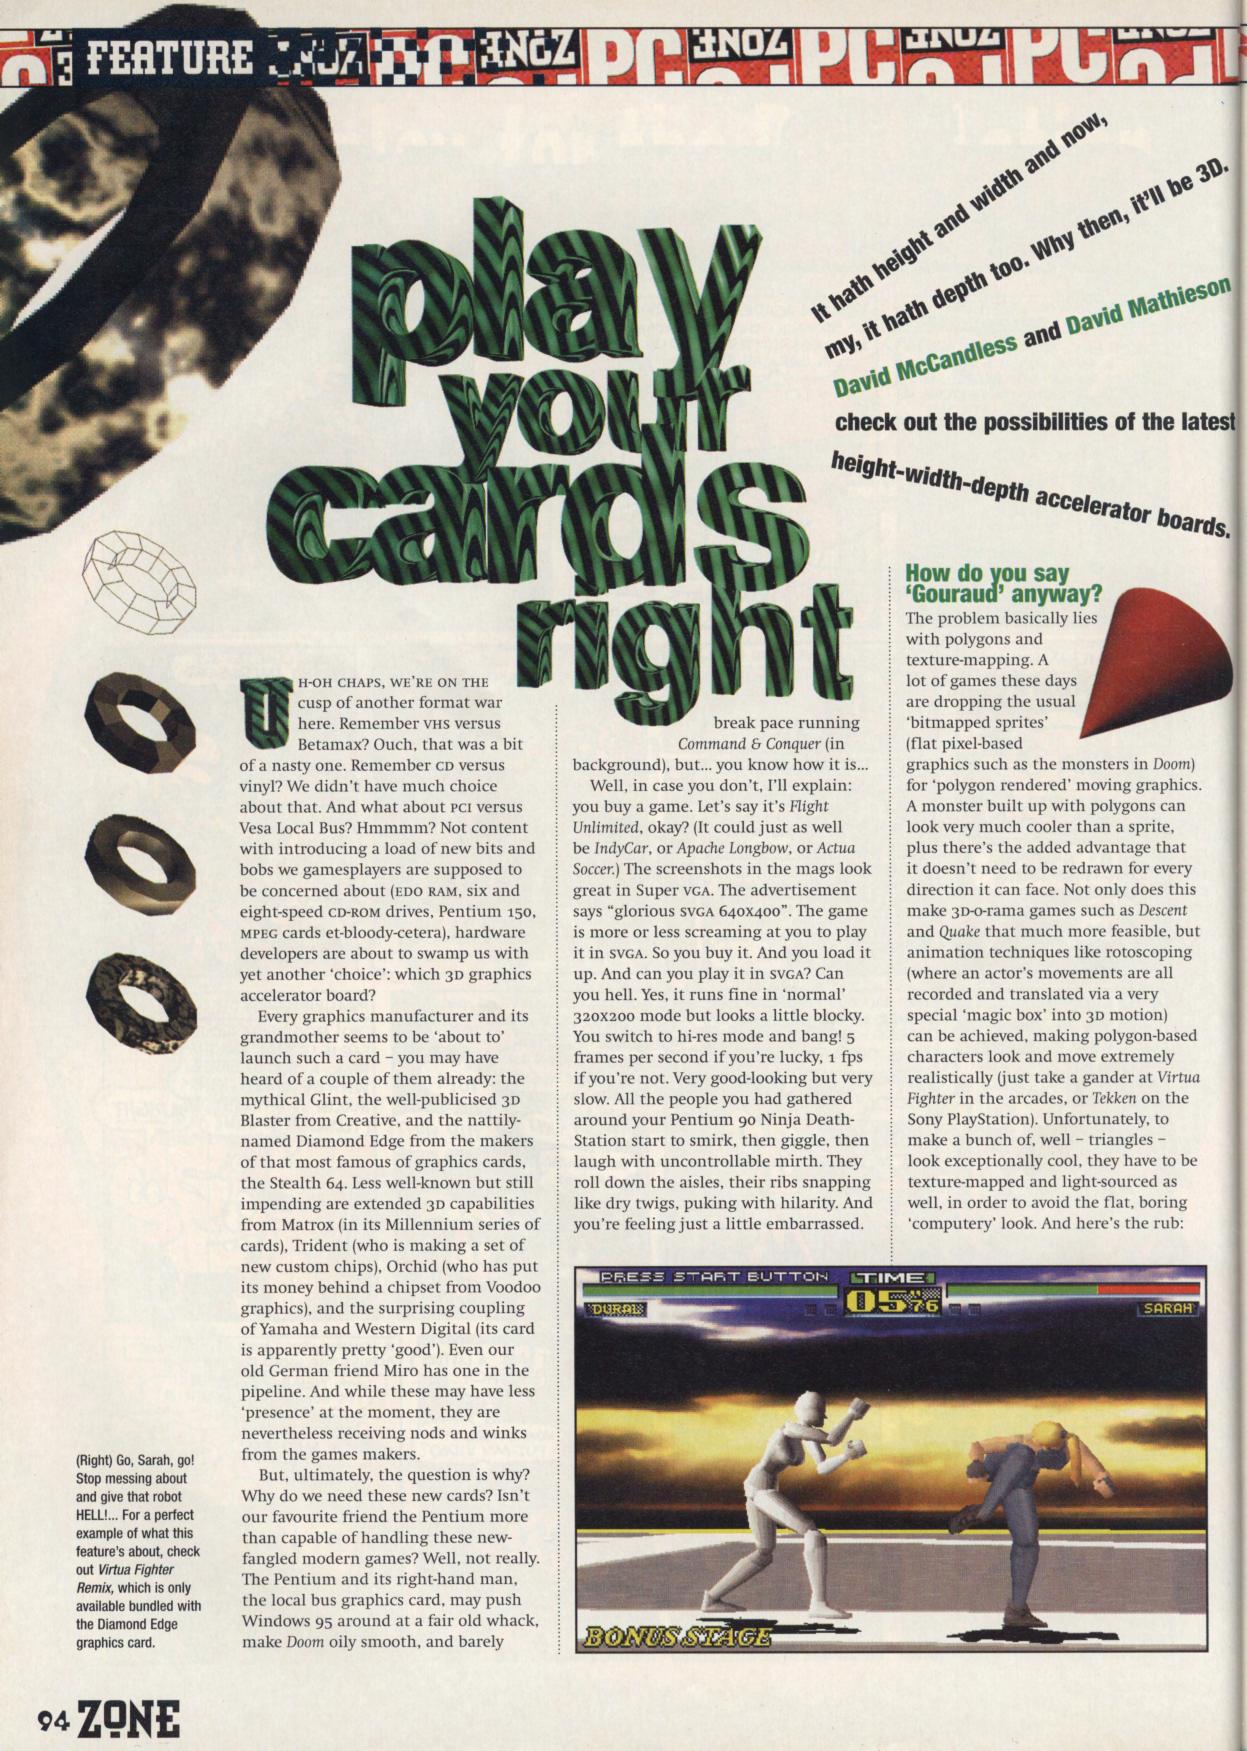 FEATURE
play
your
cards
right
It hath height and width and now,
my, it hath depth too. Why then, it'll be 3D.
David McCandless and David Mathieson
check out the possibilities of the latest
height-width-depth accelerator boards.
UH-OH CHAPS, WE'RE ON THE
cusp of another format war
here. Remember VHS versus
Betamax? Ouch, that was a bit
of a nasty one. Remember CD versus
vinyl? We didn't have much choice
about that. And what about PCI versus
Vesa Local Bus? Hmmmm? Not content
with introducing a load of new bits and
bobs we gamesplayers are supposed to
be concerned about (EDO RAM, six and
eight-speed CD-ROM drives, Pentium 150,
MPEG cards et-bloody-cetera), hardware
developers are about to swamp us with
yet another 'choice': which 3D graphics
accelerator board?
Every graphics manufacturer and its
grandmother seems to be 'about to'
launch such a card – you may have
heard of a couple of them already: the
mythical Glint, the well-publicised 3D
Blaster from Creative, and the nattily-
named Diamond Edge from the makers
of that most famous of graphics cards,
the Stealth 64. Less well-known but still
impending are extended 3D capabilities
from Matrox (in its Millennium series of
cards), Trident (who is making a set of
new custom chips), Orchid (who has put
its money behind a chipset from Voodoo
graphics), and the surprising coupling
of Yamaha and Western Digital (its card
is apparently pretty 'good'). Even our
old German friend Miro has one in the
pipeline. And while these may have less
'presence' at the moment, they are
nevertheless receiving nods and winks
from the games makers.
But, ultimately, the question is why?
Why do we need these new cards? Isn't
our favourite friend the Pentium more
than capable of handling these new-
fangled modern games? Well, not really.
The Pentium and its right-hand man,
the local bus graphics card, may push
Windows 95 around at a fair old whack,
make Doom oily smooth, and barely
break pace running
Command & Conquer (in
background), but... you know how it is...
Well, in case you don't, I'll explain:
you buy a game. Let's say it's Flight
Unlimited, okay? (It could just as well
be IndyCar, or Apache Longbow, or Actua
Soccer.) The screenshots in the mags look
great in Super VGA. The advertisement
says "glorious SVGA 640x400". The game
is more or less screaming at you to play
it in SVGA. So you buy it. And you load it
up. And can you play it in SVGA? Can
you hell. Yes, it runs fine in 'normal'
320x200 mode but looks a little blocky.
You switch to hi-res mode and bang! 5
frames per second if you're lucky, 1 fps
if you're not. Very good-looking but very
slow. All the people you had gathered
around your Pentium 90 Ninja Death-
Station start to smirk, then giggle, then
laugh with uncontrollable mirth. They
roll down the aisles, their ribs snapping
like dry twigs, puking with hilarity. And
you're feeling just a little embarrassed.
How do you say
'Gouraud' anyway?
The problem basically lies
with polygons and
texture-mapping. A
lot of games these days
are dropping the usual
'bitmapped sprites'
(flat pixel-based
graphics such as the monsters in Doom)
for 'polygon rendered' moving graphics.
A monster built up with polygons can
look very much cooler than a sprite,
plus there's the added advantage that
it doesn't need to be redrawn for every
direction it can face. Not only does this
make 3D-o-rama games such as Descent
and Quake that much more feasible, but
animation techniques like rotoscoping
(where an actor's movements are all
recorded and translated via a very
special 'magic box' into 3D motion)
can be achieved, making polygon-based
characters look and move extremely
realistically (just take a gander at Virtua
Fighter in the arcades, or Tekken on the
Sony PlayStation). Unfortunately, to
make a bunch of, well – triangles –
look exceptionally cool, they have to be
texture-mapped and light-sourced as
well, in order to avoid the flat, boring
'computery' look. And here's the rub:
PRESS START BUTTON
TIME
05"76
DURAL
SARAH
BONUS STAGE
(Right) Go, Sarah, go!
Stop messing about
and give that robot
HELL!... For a perfect
example of what this
feature's about, check
out Virtua Fighter
Remix, which is only
available bundled with
the Diamond Edge
graphics card.
94 ZONE